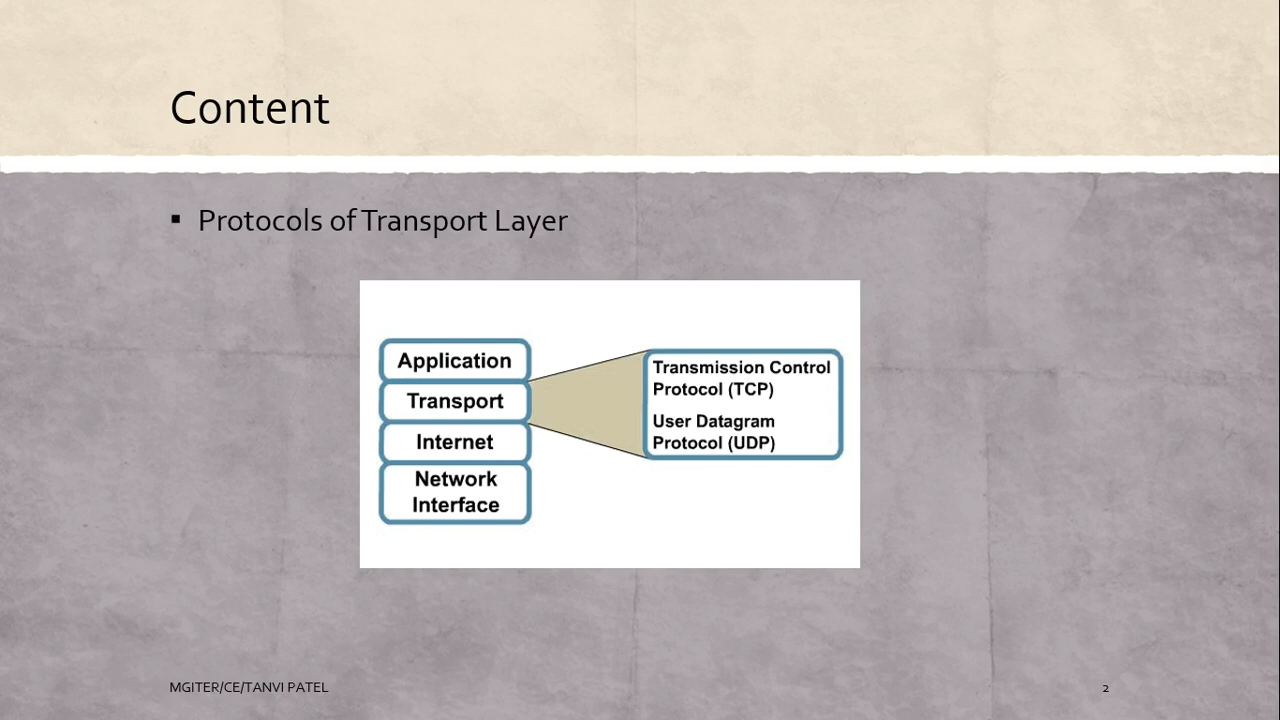 Content
▪ Protocols of Transport Layer
Application
Transport
Internet
Network
Interface
Transmission Control
Protocol (TCP)
User Datagram
Protocol (UDP)
MGITER/CE/TANVI PATEL
2